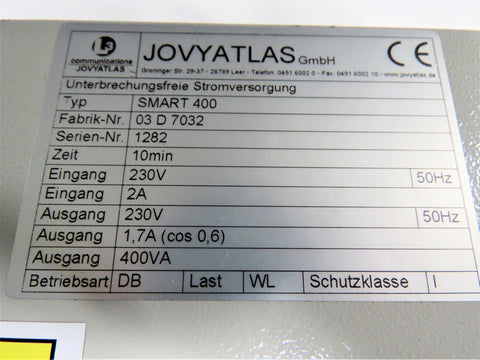 L3
communications
JOVYATLAS
JOVYATLAS GmbH
Groninger Str. 29-37 - 26789 Leer - Telefon: 0491 6002 0 - Fax: 0491 6002 10 - www.jovyatlas.de
CE
Unterbrechungsfreie Stromversorgung
Typ SMART 400
Fabrik-Nr. 03 D 7032
Serien-Nr. 1282
Zeit 10min
Eingang 230V 50Hz
Eingang 2A
Ausgang 230V 50Hz
Ausgang 1,7A (cos 0,6)
Ausgang 400VA
Betriebsart DB Last WL Schutzklasse I